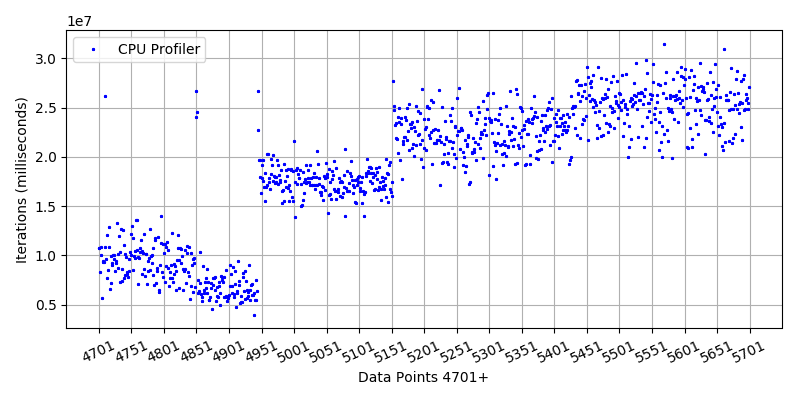 1e7
CPU Profiler
3.0
2.5
2.0
1.5
1.0
0.5
Iterations (milliseconds)
4701 4751 4801 4851 4901 4951 5001 5051 5101 5151 5201 5251 5301 5351 5401 5451 5501 5551 5601 5651 5701
Data Points 4701+